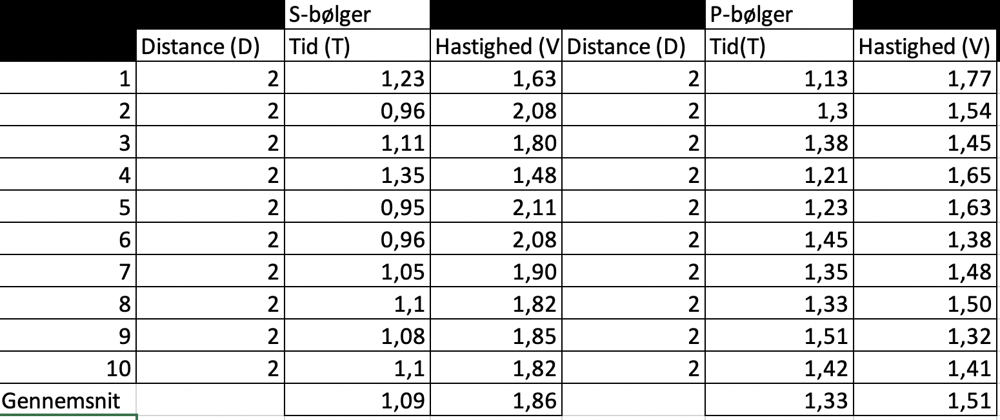 S-bølger P-bølger
Distance (D) Tid (T) Hastighed (V Distance (D) Tid(T) Hastighed (V)
1 2 1,23 1,63 2 1,13 1,77
2 2 0,96 2,08 2 1,3 1,54
3 2 1,11 1,80 2 1,38 1,45
4 2 1,35 1,48 2 1,21 1,65
5 2 0,95 2,11 2 1,23 1,63
6 2 0,96 2,08 2 1,45 1,38
7 2 1,05 1,90 2 1,35 1,48
8 2 1,1 1,82 2 1,33 1,50
9 2 1,08 1,85 2 1,51 1,32
10 2 1,1 1,82 2 1,42 1,41
Gennemsnit 1,09 1,86 1,33 1,51